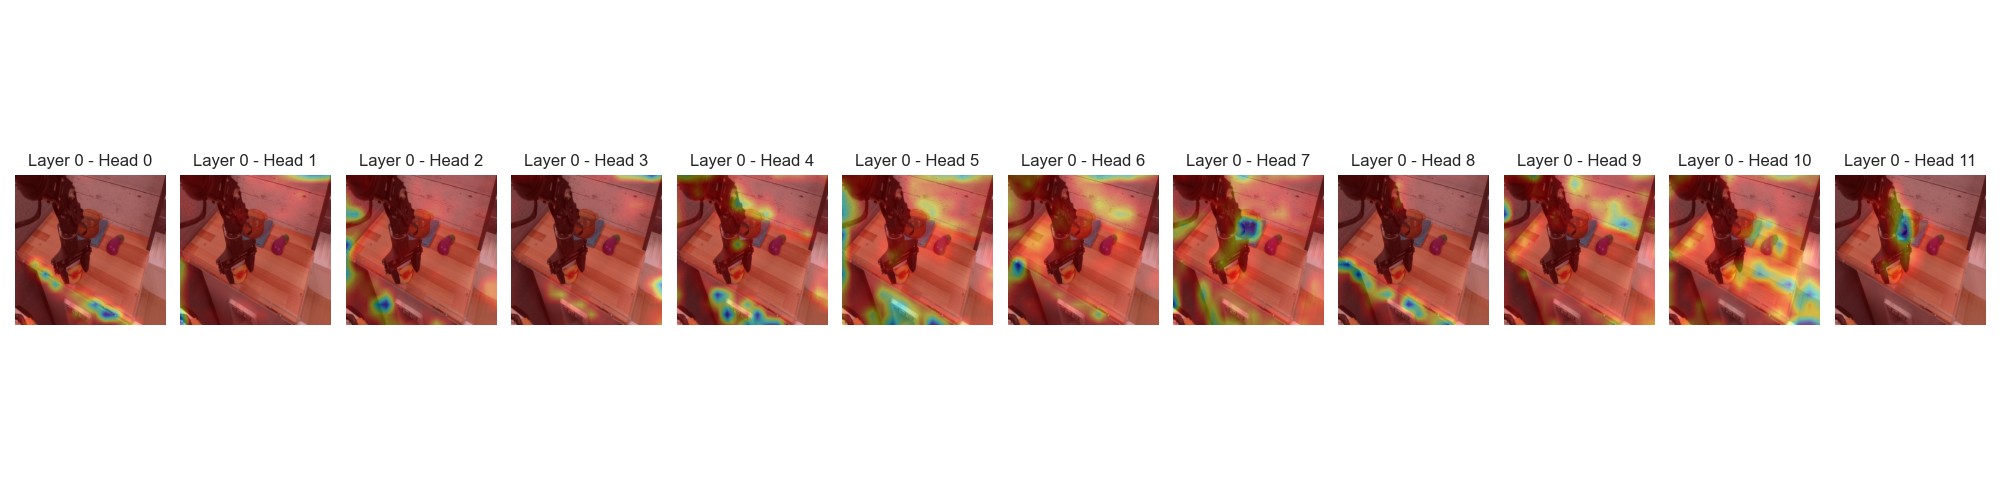 Layer 0 - Head 0
Layer 0 - Head 1
Layer 0 - Head 2
Layer 0 - Head 3
Layer 0 - Head 4
Layer 0 - Head 5
Layer 0 - Head 6
Layer 0 - Head 7
Layer 0 - Head 8
Layer 0 - Head 9
Layer 0 - Head 10
Layer 0 - Head 11